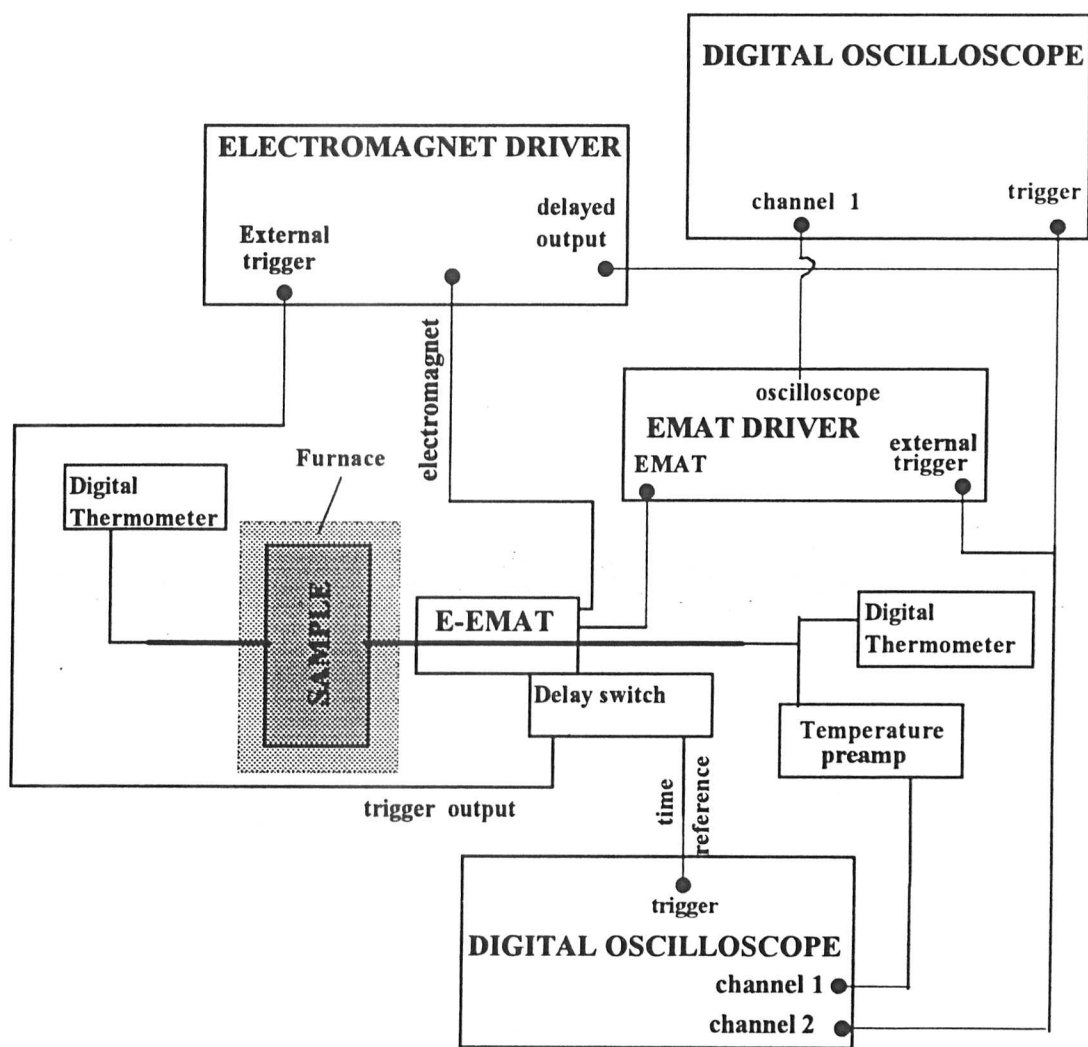 DIGITAL OSCILLOSCOPE
channel 1
trigger
ELECTROMAGNET DRIVER
External
trigger
delayed
output
electromagnet
oscilloscope
EMAT DRIVER
EMAT
external
trigger
Furnace
Digital
Thermometer
SAMPLE
E-EMAT
Delay switch
Digital
Thermometer
Temperature
preamp
trigger output
time
reference
trigger
DIGITAL OSCILLOSCOPE
channel 1
channel 2